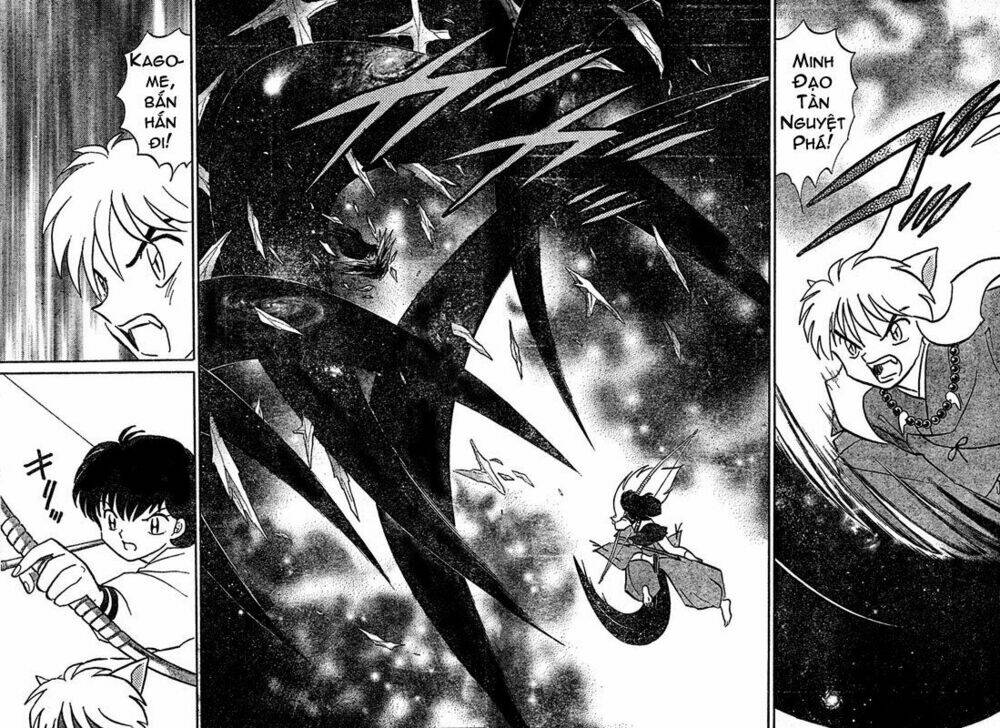 MINH
ĐẠO
TÀN
NGUYỆT
PHÁ!
KAGO-
ME,
BẮN
HẮN
ĐI!
キリ...